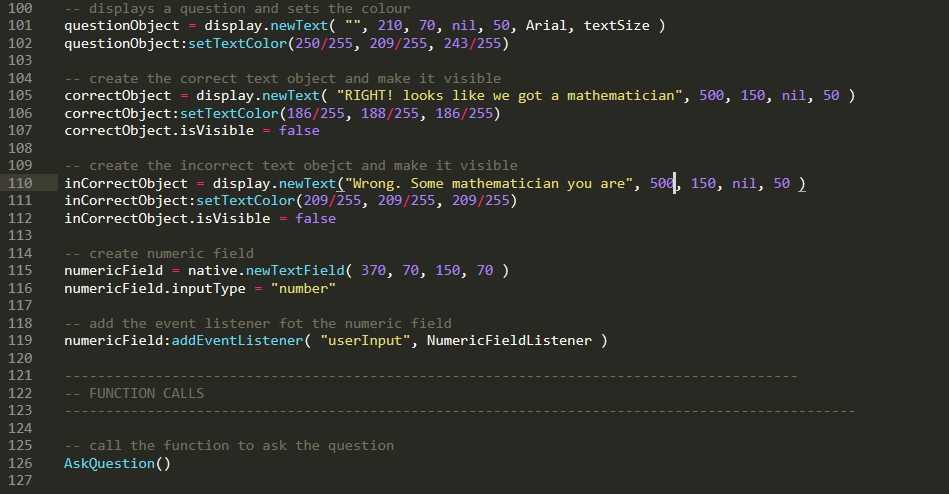 100 -- displays a question and sets the colour
101 questionObject = display.newText( "", 210, 70, nil, 50, Arial, textSize )
102 questionObject:setTextColor(250/255, 209/255, 243/255)
103
104 -- create the correct text object and make it visible
105 correctObject = display.newText( "RIGHT! looks like we got a mathematician", 500, 150, nil, 50 )
106 correctObject:setTextColor(186/255, 188/255, 186/255)
107 correctObject.isVisible = false
108
109 -- create the incorrect text obejct and make it visible
110 inCorrectObject = display.newText("Wrong. Some mathematician you are", 500, 150, nil, 50 )
111 inCorrectObject:setTextColor(209/255, 209/255, 209/255)
112 inCorrectObject.isVisible = false
113
114 -- create numeric field
115 numericField = native.newTextField( 370, 70, 150, 70 )
116 numericField.inputType = "number"
117
118 -- add the event listener fot the numeric field
119 numericField:addEventListener( "userInput", NumericFieldListener )
120
121 -----------------------------------------------------------------------------------------
122 -- FUNCTION CALLS
123 ------------------------------------------------------------------------------------------------
124
125 -- call the function to ask the question
126 AskQuestion()
127